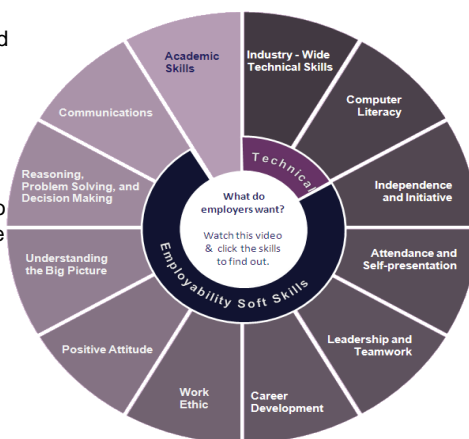 d
Academic
Skills
Industry - Wide
Technical Skills
Communications
Computer
Literacy
Technical
Reasoning,
Problem Solving, and
Decision Making
Independence
and Initiative
What do
employers want?
Watch this video
& click the skills
to find out.
o
e
Understanding
the Big Picture
Attendance and
Self-presentation
Employability Soft Skills
Positive Attitude
Leadership and
Teamwork
Work
Ethic
Career
Development